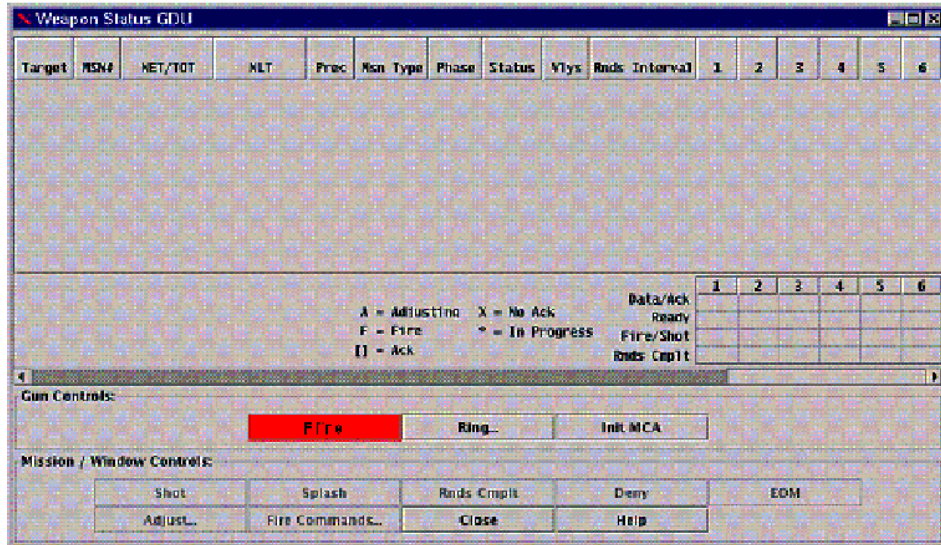 Weapon Status GDU
Target MSN# NET/TOT NLT Prec Msn Type Phase Status Vlys Rnds Interval 1 2 3 4 5 6
1 2 3 4 5 6
Data/Ack
A = Adjusting X = No Ack
Ready
F = Fire * = In Progress
Fire/Shot
[] = Ack
Rnds Cmplt
Gun Controls:
Fire Ring... Init MCA
Mission / Window Controls:
Shot Splash Rnds Cmplt Deny EOM
Adjust... Fire Commands... Close Help